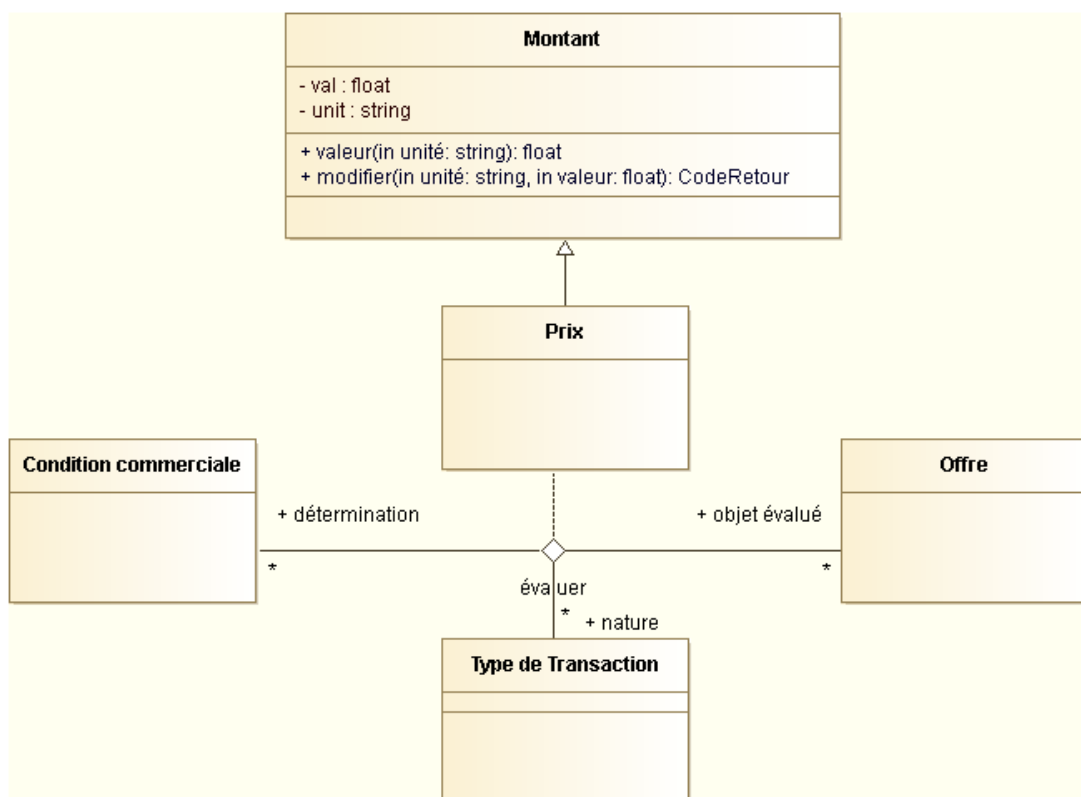 Montant
- val : float
- unit : string
+ valeur(in unité: string): float
+ modifier(in unité: string, in valeur: float): CodeRetour
Prix
Condition commerciale
Offre
+ détermination
+ objet évalué
*
*
évaluer
*
+ nature
Type de Transaction